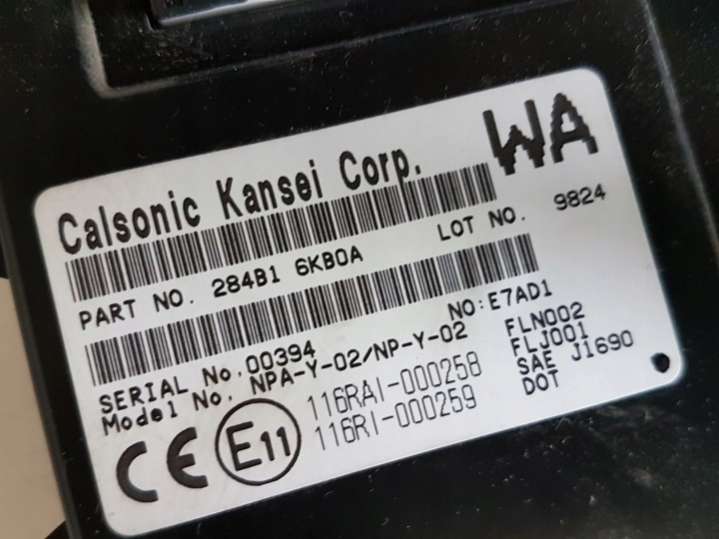 WA
Calsonic Kansei Corp.
PART NO. 284B1 6KB0A LOT NO. 9824
SERIAL No.00394 NO:E7AD1
Model No. NPA-Y-02/NP-Y-02 FLN002
116RAI-000258 FLJ001
116RI-000259 SAE J1690
DOT
CE E11